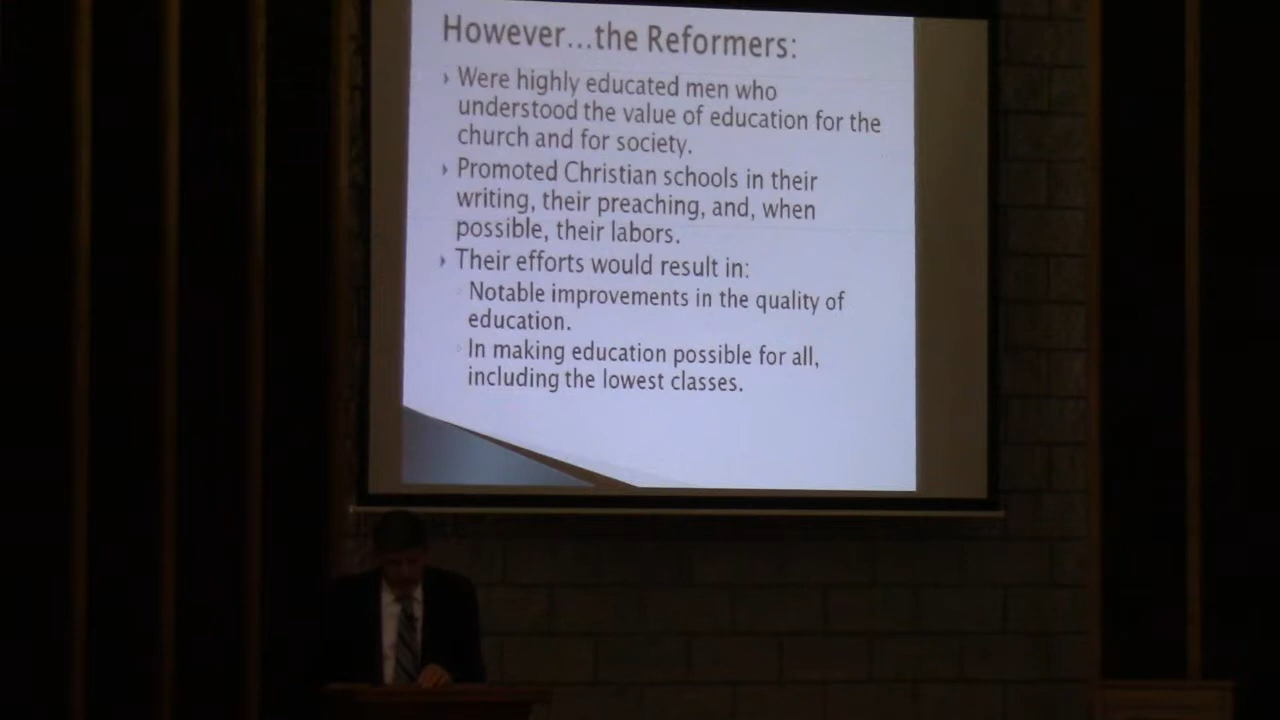 However...the Reformers:
Were highly educated men who
understood the value of education for the
church and for society.
Promoted Christian schools in their
writing, their preaching, and, when
possible, their labors.
Their efforts would result in:
Notable improvements in the quality of
education.
In making education possible for all,
including the lowest classes.